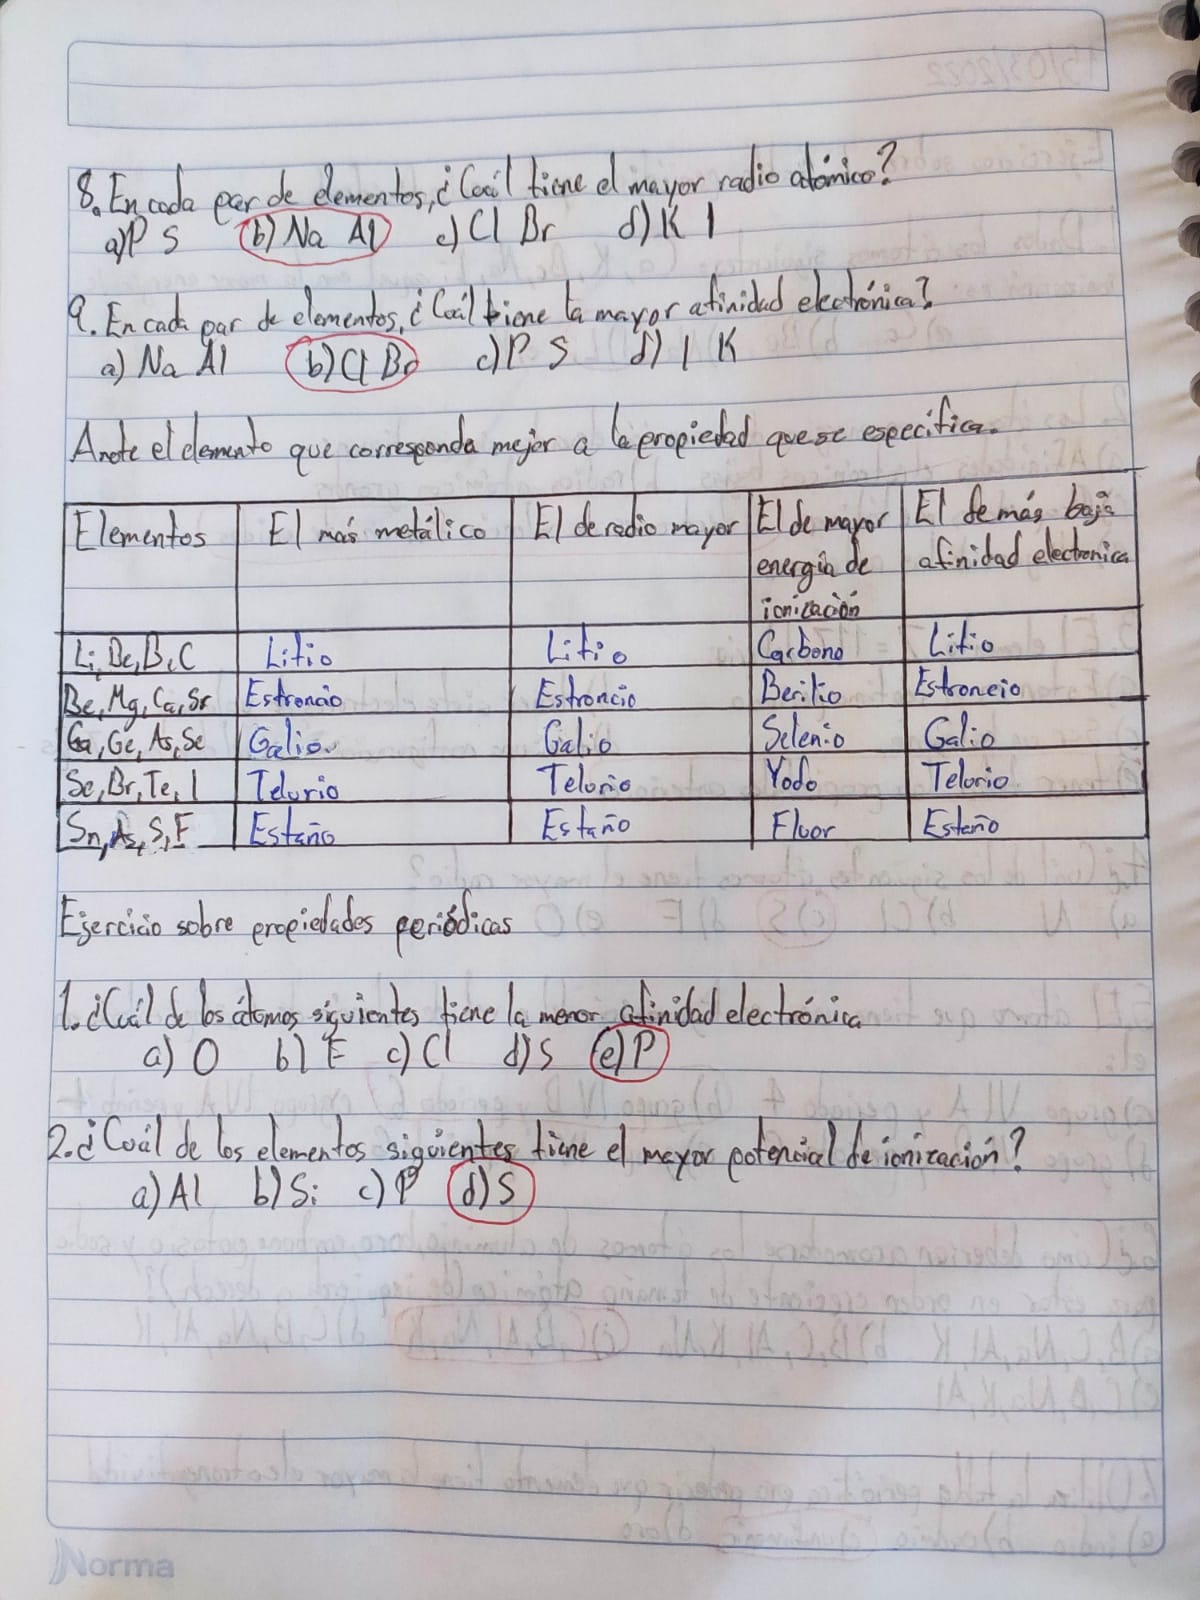 8. En cada par de elementos, ¿Cuál tiene el mayor radio atómico?
a) P S b) Na Al c) Cl Br d) K I
9. En cada par de elementos, ¿Cuál tiene la mayor afinidad electrónica?
a) Na Al b) Cl Br c) P S d) I K
Anote el elemento que corresponda mejor a la propiedad que se especifica.
Elementos El más metálico El de radio mayor El de mayor energía de ionización El de más baja afinidad electronica
Li, Be, B, C Litio Litio Carbono Litio
Be, Mg, Ca, Sr Estroncio Estroncio Berilio Estroncio
Ga, Ge, As, Se Galio Galio Selenio Galio
Se, Br, Te, I Telurio Telurio Yodo Telurio
Sn, As, S, F Estaño Estaño Fluor Estaño
Ejercicio sobre propiedades periódicas
1. ¿Cuál de los átomos siguientes tiene la menor afinidad electrónica
a) O b) F c) Cl d) S e) P
2. ¿Cuál de los elementos siguientes tiene el mayor potencial de ionización?
a) Al b) Si c) P d) S
Norma